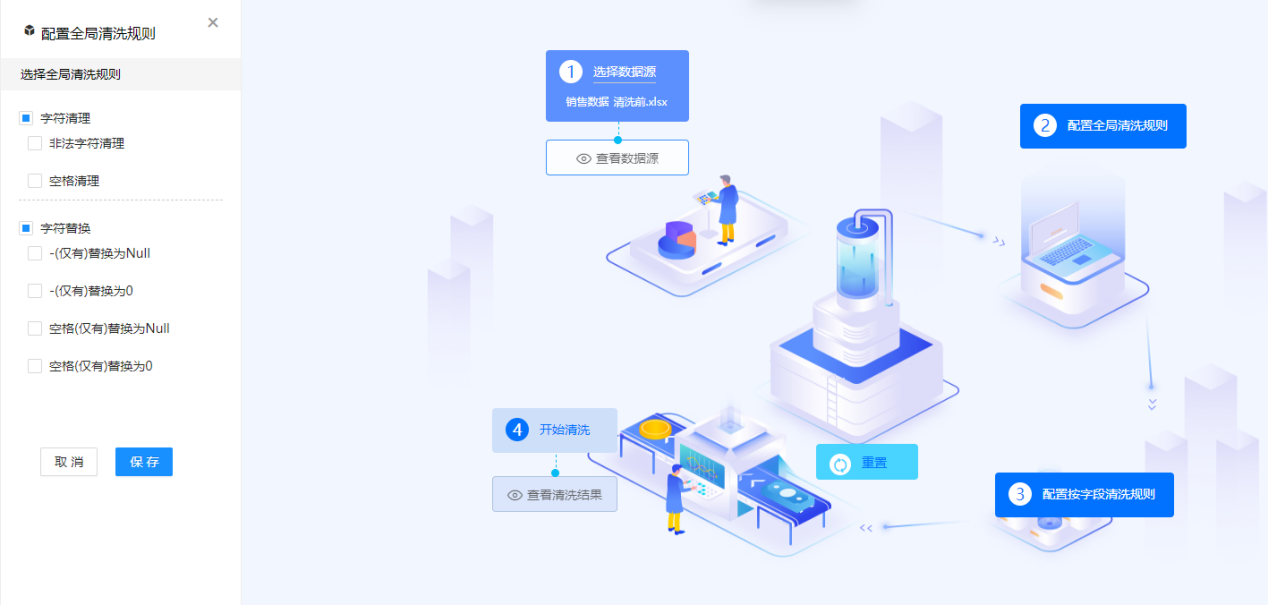 配置全局清洗规则
选择全局清洗规则
字符清理
非法字符清理
空格清理
字符替换
-(仅有)替换为Null
-(仅有)替换为0
空格(仅有)替换为Null
空格(仅有)替换为0
取消
保存
1 选择数据源
销售数据 清洗前.xlsx
查看数据源
2 配置全局清洗规则
3 配置按字段清洗规则
4 开始清洗
查看清洗结果
重置